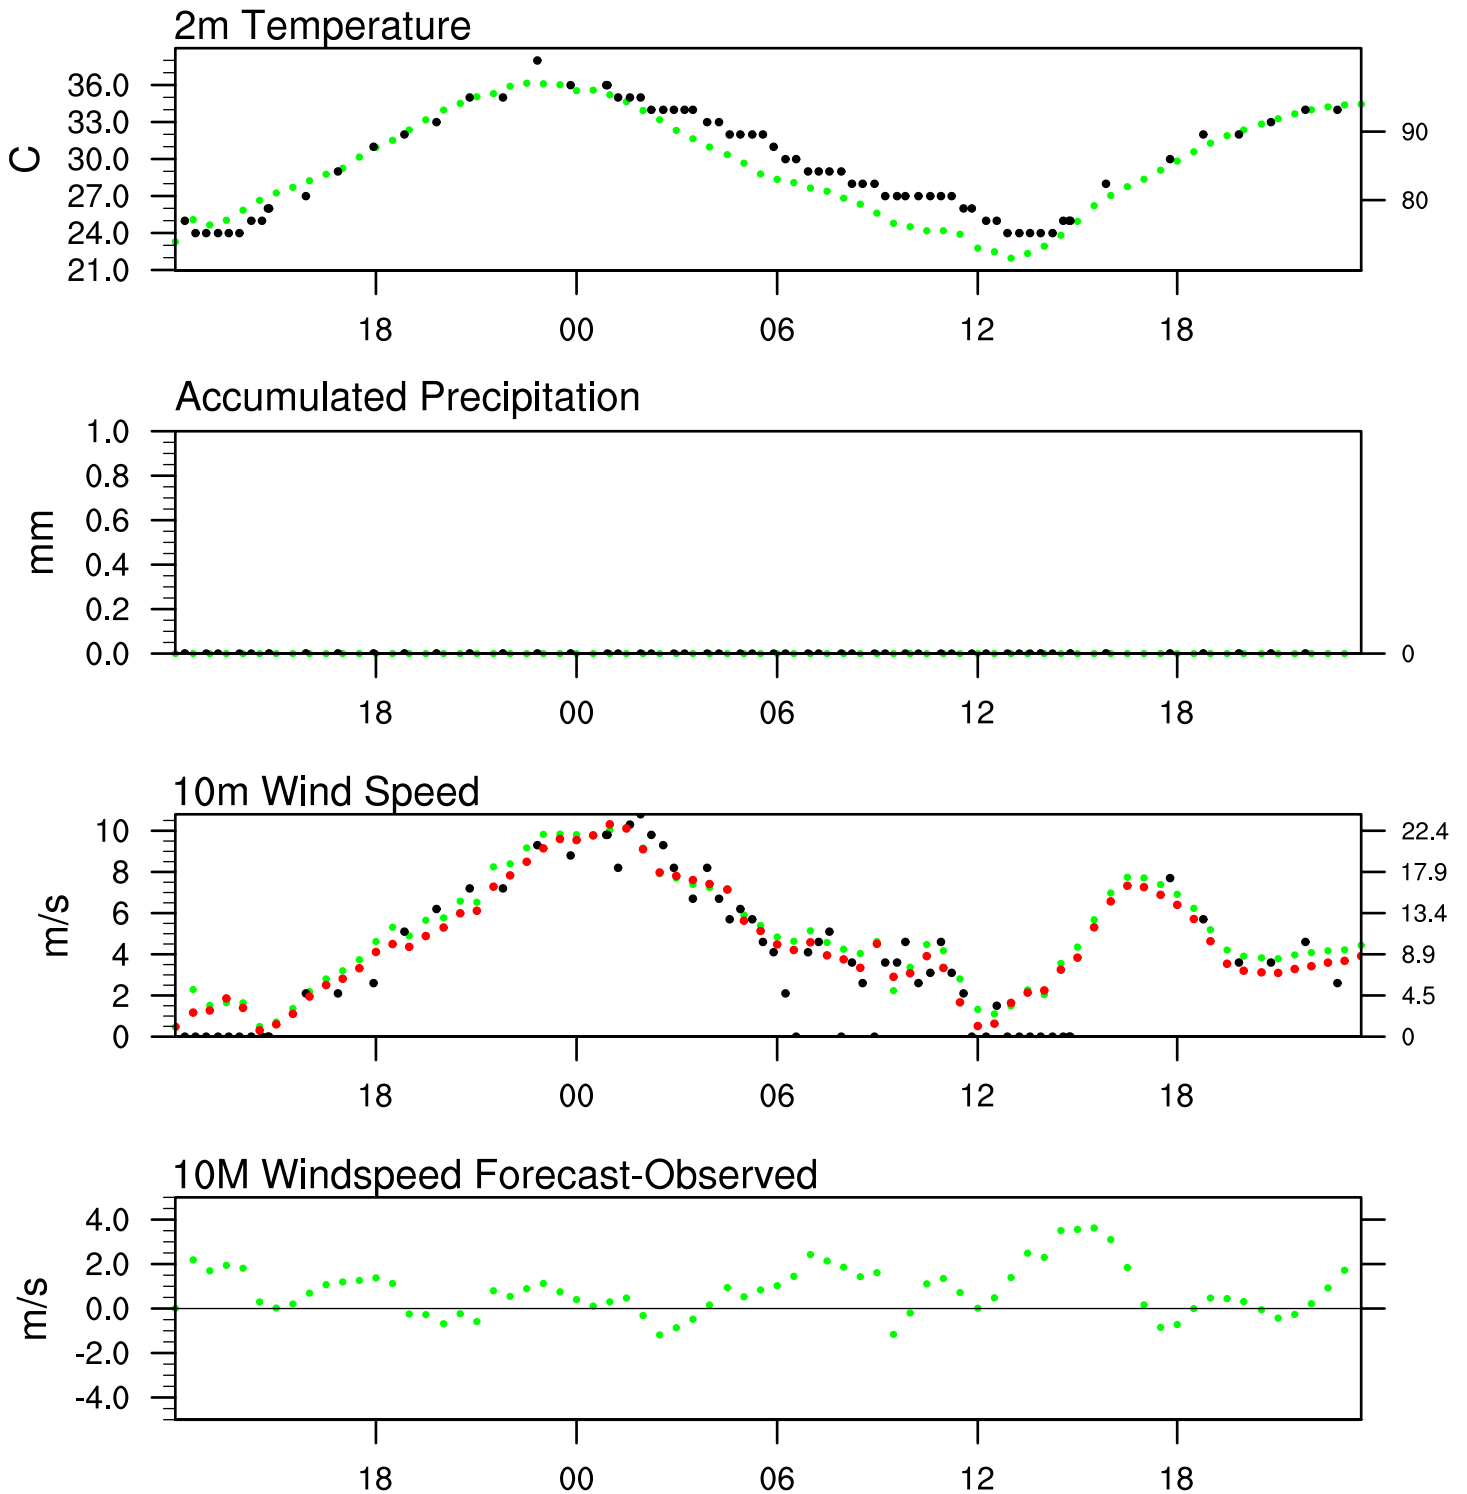 2m Temperature
36.0
33.0
30.0
27.0
24.0
21.0
C
90
80
18 00 06 12 18
Accumulated Precipitation
1.0
0.8
0.6
0.4
0.2
0.0
mm
0
18 00 06 12 18
10m Wind Speed
10
8
6
4
2
0
m/s
22.4
17.9
13.4
8.9
4.5
0
18 00 06 12 18
10M Windspeed Forecast-Observed
4.0
2.0
0.0
-2.0
-4.0
m/s
18 00 06 12 18